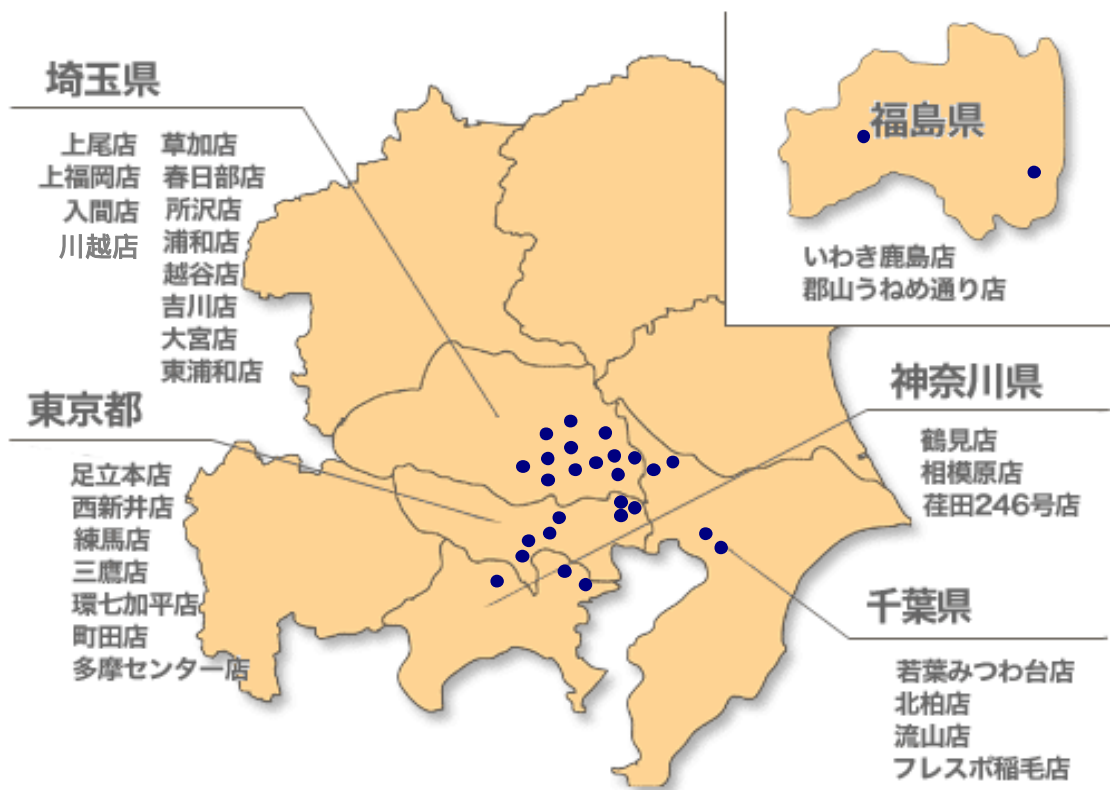 埼玉県
上尾店 草加店
上福岡店 春日部店
入間店 所沢店
川越店 浦和店
越谷店
吉川店
大宮店
東浦和店
東京都
足立本店
西新井店
練馬店
三鷹店
環七加平店
町田店
多摩センター店
福島県
いわき鹿島店
郡山うねめ通り店
神奈川県
鶴見店
相模原店
荏田246号店
千葉県
若葉みつわ台店
北柏店
流山店
フレスポ稲毛店